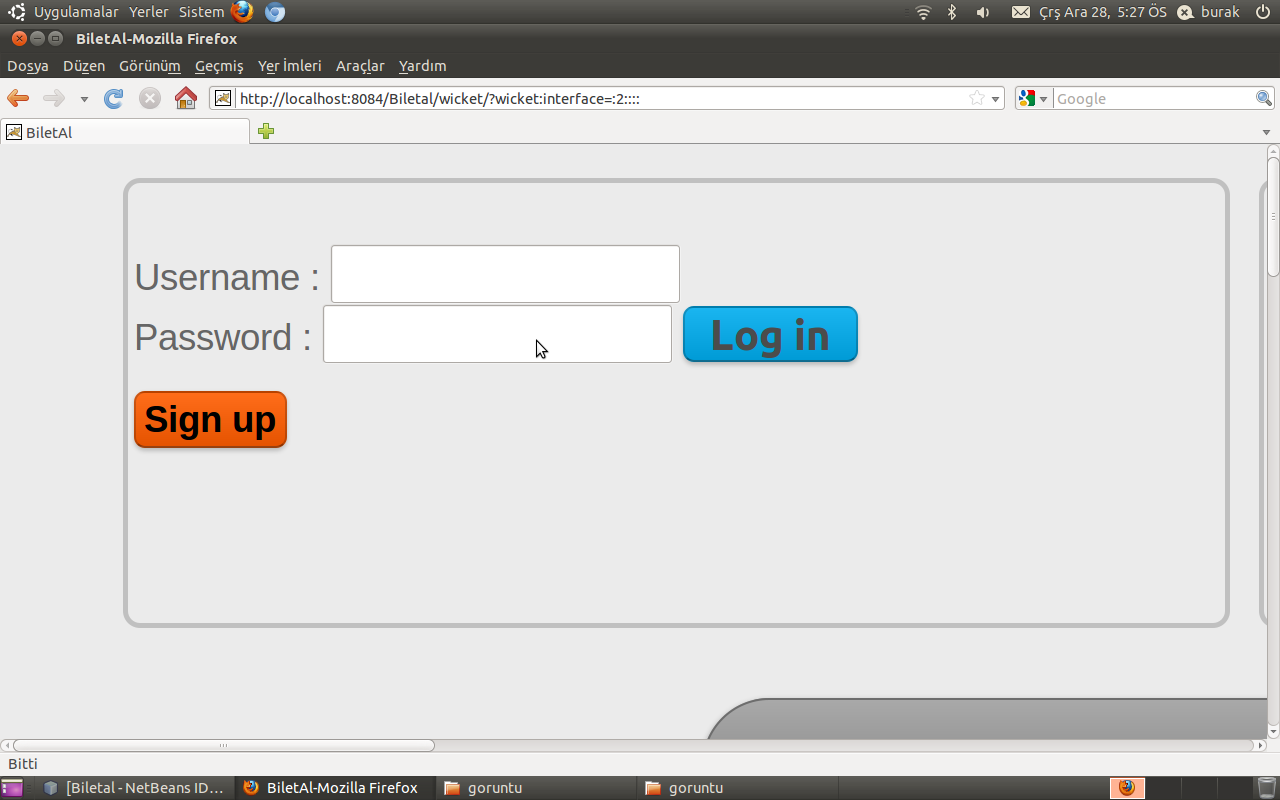 Uygulamalar Yerler Sistem Çrş Ara 28, 5:27 ÖS burak
BiletAl-Mozilla Firefox
Dosya Düzen Görünüm Geçmiş Yer İmleri Araçlar Yardım
http://localhost:8084/Biletal/wicket/?wicket:interface=:2:::: Google
BiletAl
Username :
Password : Log in
Sign up
Bitti
[Biletal - NetBeans ID… BiletAl-Mozilla Firefox goruntu goruntu